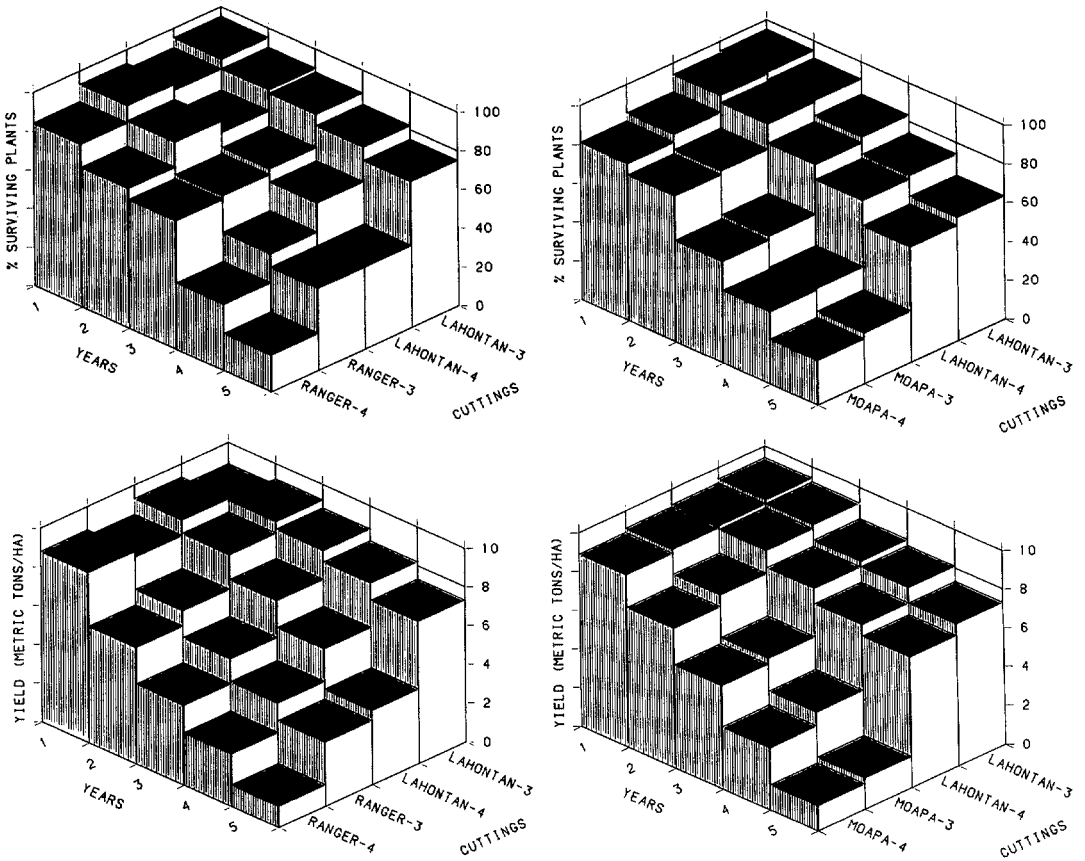 % SURVIVING PLANTS
100
80
60
40
20
0
1
2
3
4
5
YEARS
RANGER-4
RANGER-3
LAHONTAN-4
LAHONTAN-3
CUTTINGS
% SURVIVING PLANTS
100
80
60
40
20
0
1
2
3
4
5
YEARS
MOAPA-4
MOAPA-3
LAHONTAN-4
LAHONTAN-3
CUTTINGS
YIELD (METRIC TONS/HA)
10
8
6
4
2
0
1
2
3
4
5
YEARS
RANGER-4
RANGER-3
LAHONTAN-4
LAHONTAN-3
CUTTINGS
YIELD (METRIC TONS/HA)
10
8
6
4
2
0
1
2
3
4
5
YEARS
MOAPA-4
MOAPA-3
LAHONTAN-4
LAHONTAN-3
CUTTINGS